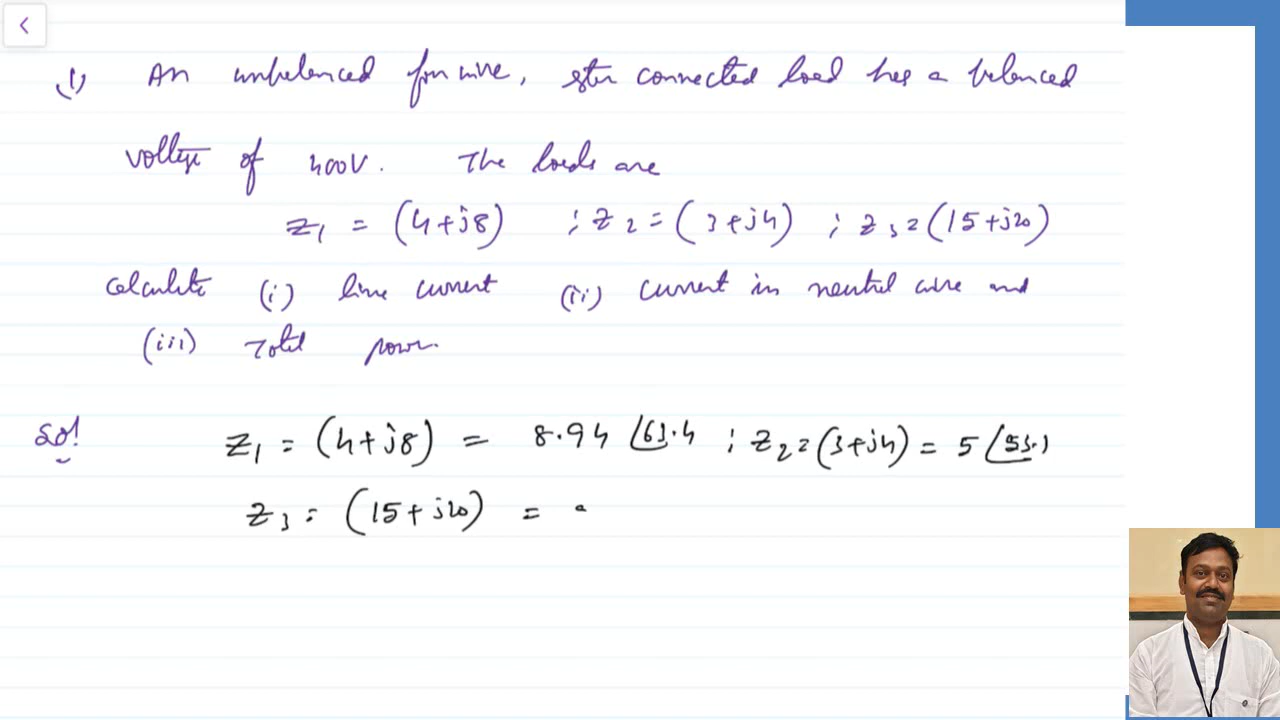 (1) An unbalanced four wire, star connected load has a balanced
voltage of 400V. The loads are
Z₁ = (4+j8) ; Z₂ = (3+j4) ; Z₃ = (15+j20)
calculate (i) line current (ii) current in neutral wire and
(iii) Total power.
Sol: Z₁ = (4+j8) = 8.94 ∠63.4 ; Z₂ = (3+j4) = 5 ∠53.1
Z₃ = (15+j20) =